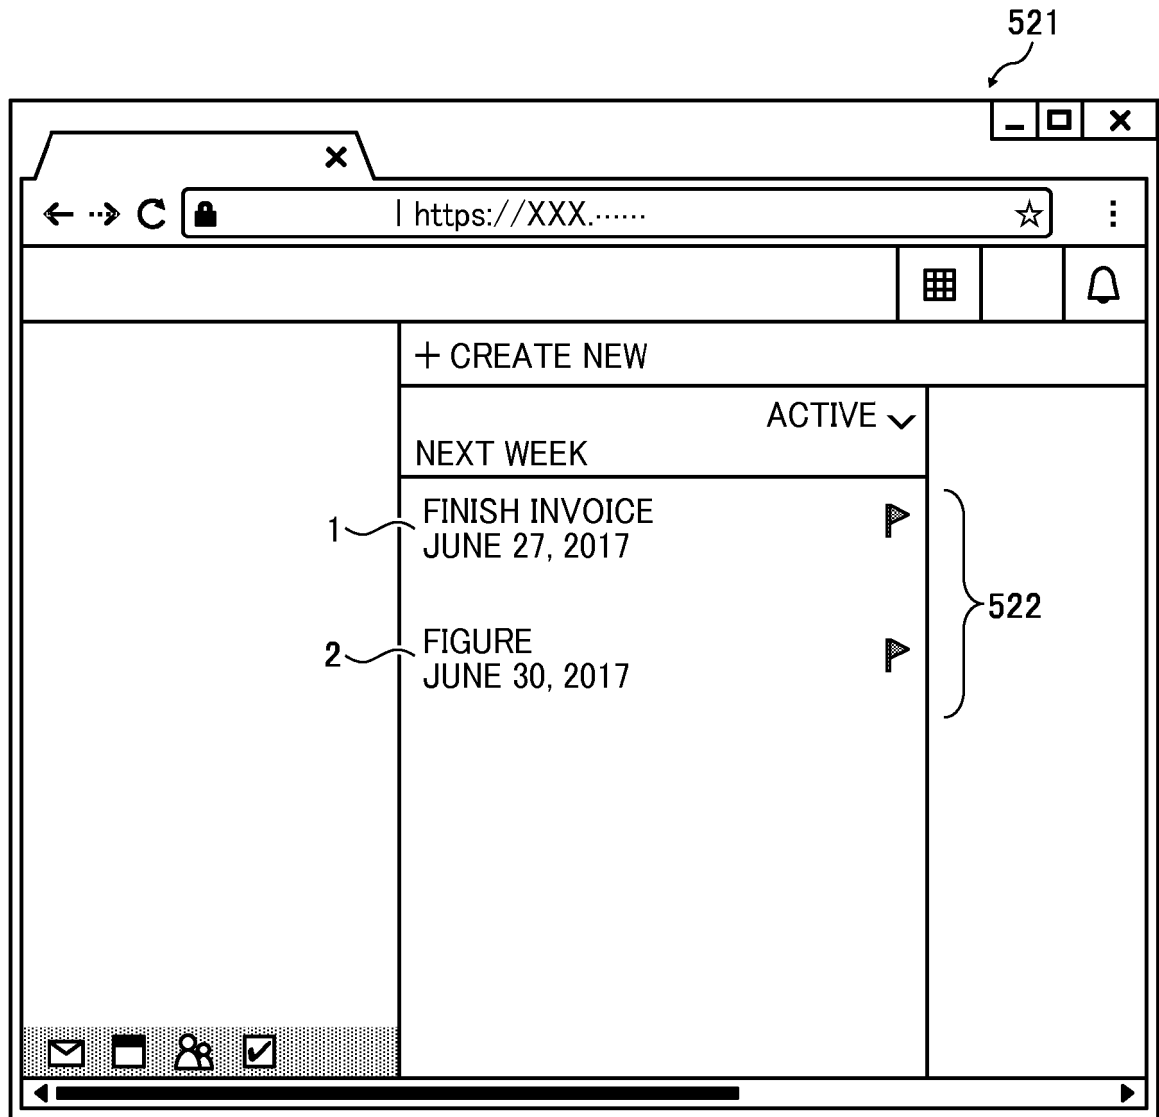 521
https://XXX.……
+ CREATE NEW
ACTIVE
NEXT WEEK
1
FINISH INVOICE
JUNE 27, 2017
522
2
FIGURE
JUNE 30, 2017